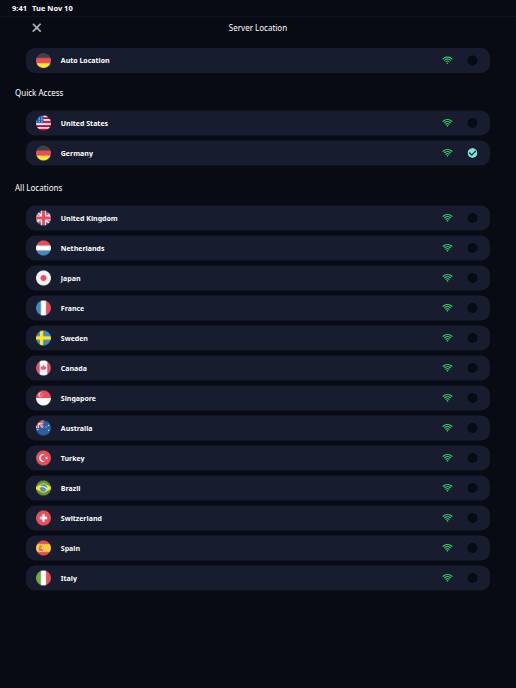 9:41 Tue Nov 10
Server Location
Auto Location
Quick Access
United States
Germany
All Locations
United Kingdom
Netherlands
Japan
France
Sweden
Canada
Singapore
Australia
Turkey
Brazil
Switzerland
Spain
Italy